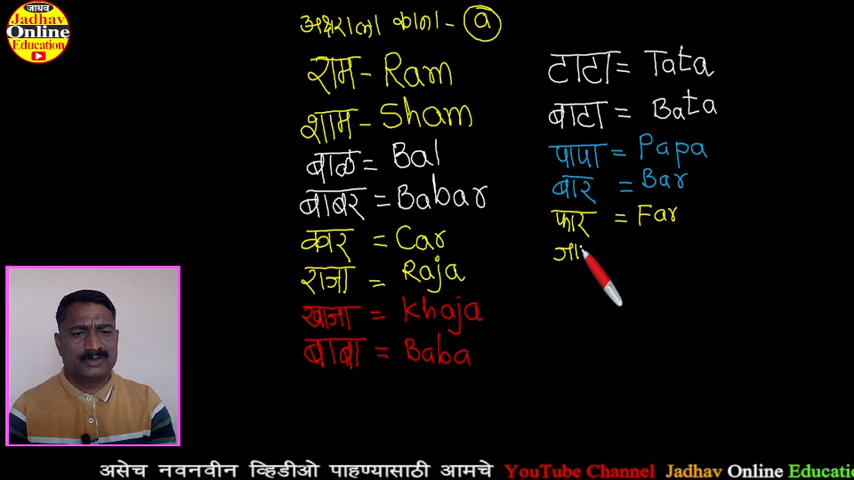 जाधव
Jadhav
Online
Education
अक्षराला काना - a
राम - Ram
शाम - Sham
बाळ = Bal
बाबर = Babar
कार = Car
राजा = Raja
खाजा = Khaja
बाबा = Baba
टाटा = Tata
बाटा = Bata
पापा = Papa
बार = Bar
फार = Far
जा
असेच नवनवीन व्हिडीओ पाहण्यासाठी आमचे YouTube Channel Jadhav Online Educatio